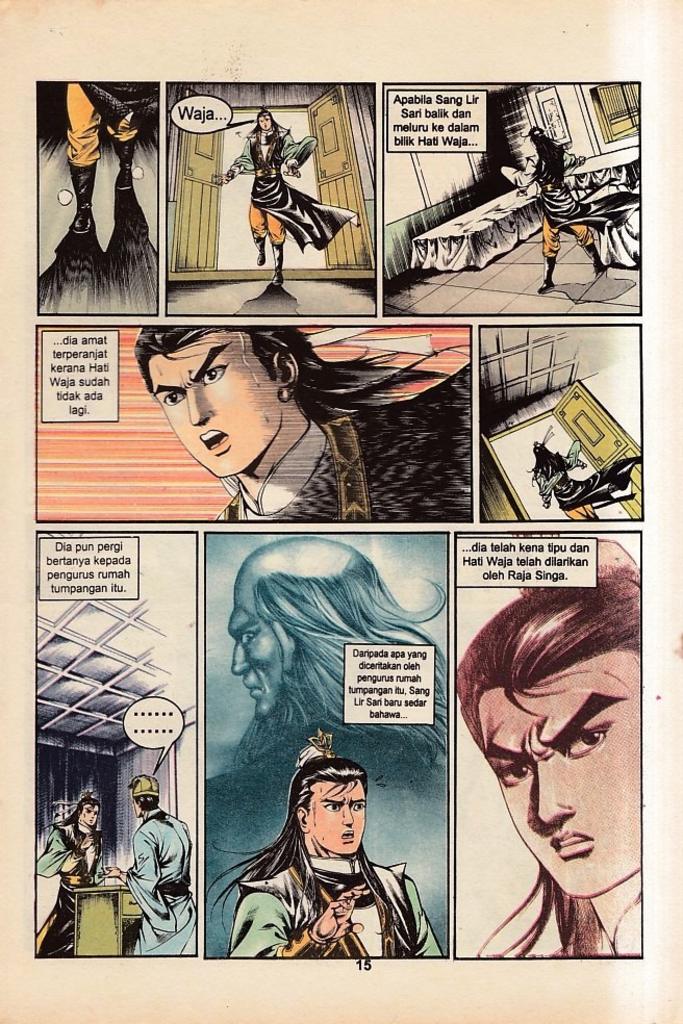 Waja...
Apabila Sang Lir
Sari balik dan
meluru ke dalam
bilik Hati Waja...
...dia amat
terperanjat
kerana Hati
Waja sudah
tidak ada
lagi.
Dia pun pergi
bertanya kepada
pengurus rumah
tumpangan itu.
......
......
Daripada apa yang
diceritakan oleh
pengurus rumah
tumpangan itu, Sang
Lir Sari baru sedar
bahawa...
...dia telah kena tipu dan
Hati Waja telah dilarikan
oleh Raja Singa.
15